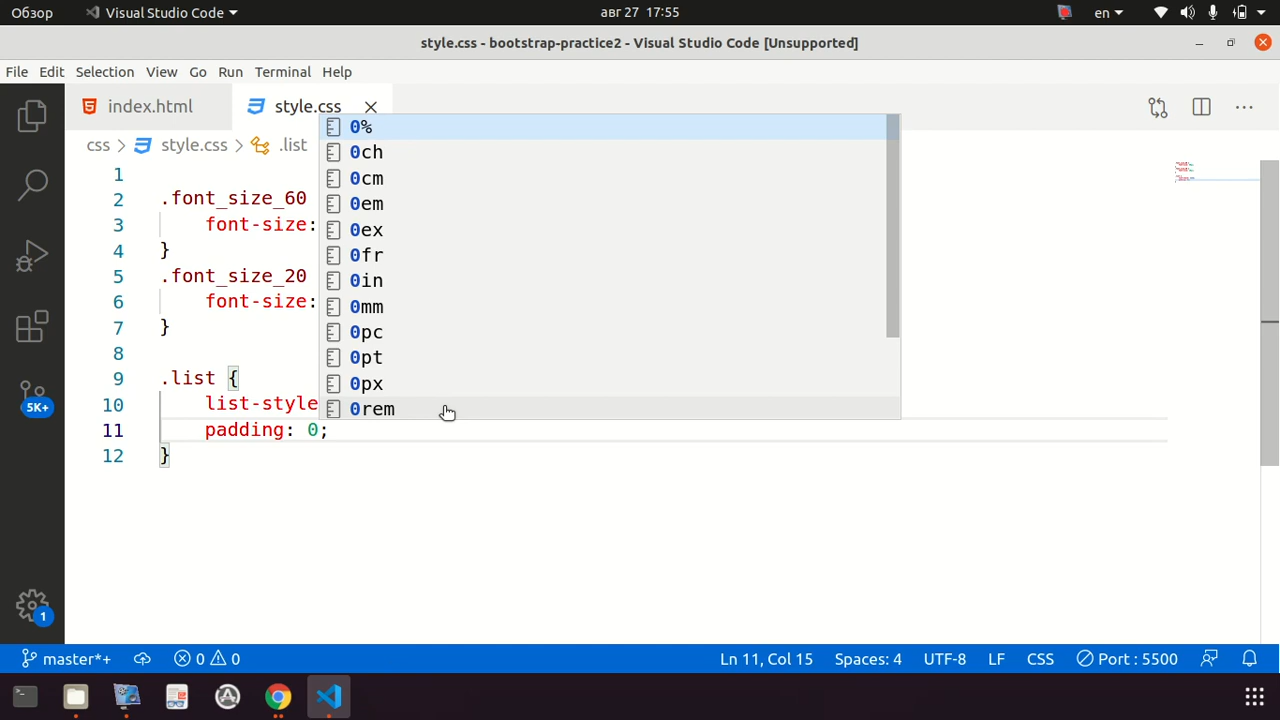 Обзор Visual Studio Code авг 27 17:55 en
style.css - bootstrap-practice2 - Visual Studio Code [Unsupported]
File Edit Selection View Go Run Terminal Help
index.html style.css
css style.css .list
1
2 .font_size_60
3 font-size:
4 }
5 .font_size_20
6 font-size:
7 }
8
9 .list {
10 list-style
11 padding: 0;
12 }
0%
0ch
0cm
0em
0ex
0fr
0in
0mm
0pc
0pt
0px
0rem
5K+
1
master*+ 0 0 Ln 11, Col 15 Spaces: 4 UTF-8 LF CSS Port : 5500